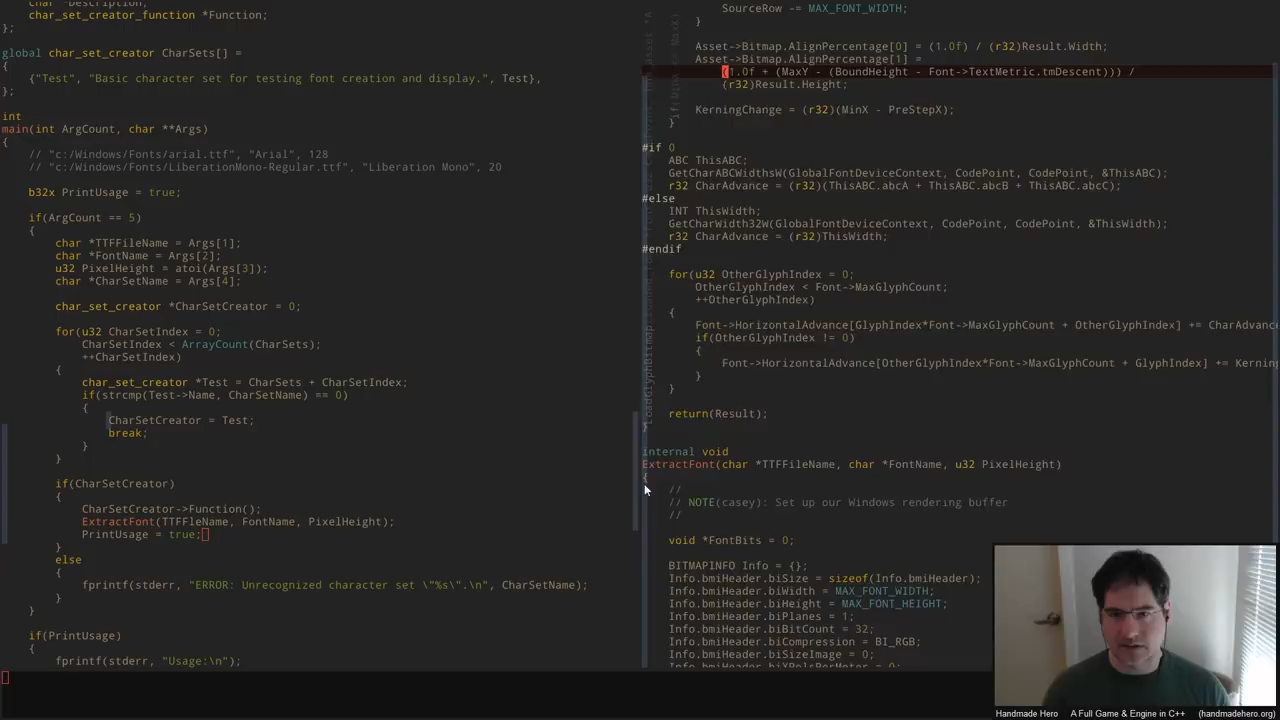 char *Description;
char_set_creator_function *Function;
};
global char_set_creator CharSets[] =
{
{"Test", "Basic character set for testing font creation and display.", Test},
};
int
main(int ArgCount, char **Args)
{
// "c:/Windows/Fonts/arial.ttf", "Arial", 128
// "c:/Windows/Fonts/LiberationMono-Regular.ttf", "Liberation Mono", 20
b32x PrintUsage = true;
if(ArgCount == 5)
{
char *TTFFileName = Args[1];
char *FontName = Args[2];
u32 PixelHeight = atoi(Args[3]);
char *CharSetName = Args[4];
char_set_creator *CharSetCreator = 0;
for(u32 CharSetIndex = 0;
CharSetIndex < ArrayCount(CharSets);
++CharSetIndex)
{
char_set_creator *Test = CharSets + CharSetIndex;
if(strcmp(Test->Name, CharSetName) == 0)
{
CharSetCreator = Test;
break;
}
}
if(CharSetCreator)
{
CharSetCreator->Function();
ExtractFont(TTFFleName, FontName, PixelHeight);
PrintUsage = true;
}
else
{
fprintf(stderr, "ERROR: Unrecognized character set \"%s\".\n", CharSetName);
}
}
if(PrintUsage)
{
fprintf(stderr, "Usage:\n");
SourceRow -= MAX_FONT_WIDTH;
}
Asset->Bitmap.AlignPercentage[0] = (1.0f) / (r32)Result.Width;
Asset->Bitmap.AlignPercentage[1] =
(1.0f + (MaxY - (BoundHeight - Font->TextMetric.tmDescent))) /
(r32)Result.Height;
KerningChange = (r32)(MinX - PreStepX);
}
#if 0
ABC ThisABC;
GetCharABCWidthsW(GlobalFontDeviceContext, CodePoint, CodePoint, &ThisABC);
r32 CharAdvance = (r32)(ThisABC.abcA + ThisABC.abcB + ThisABC.abcC);
#else
INT ThisWidth;
GetCharWidth32W(GlobalFontDeviceContext, CodePoint, CodePoint, &ThisWidth);
r32 CharAdvance = (r32)ThisWidth;
#endif
for(u32 OtherGlyphIndex = 0;
OtherGlyphIndex < Font->MaxGlyphCount;
++OtherGlyphIndex)
{
Font->HorizontalAdvance[GlyphIndex*Font->MaxGlyphCount + OtherGlyphIndex] += CharAdvance
if(OtherGlyphIndex != 0)
{
Font->HorizontalAdvance[OtherGlyphIndex*Font->MaxGlyphCount + GlyphIndex] += Kerning
}
}
return(Result);
}
internal void
ExtractFont(char *TTFFileName, char *FontName, u32 PixelHeight)
{
//
// NOTE(casey): Set up our Windows rendering buffer
//
void *FontBits = 0;
BITMAPINFO Info = {};
Info.bmiHeader.biSize = sizeof(Info.bmiHeader);
Info.bmiHeader.biWidth = MAX_FONT_WIDTH;
Info.bmiHeader.biHeight = MAX_FONT_HEIGHT;
Info.bmiHeader.biPlanes = 1;
Info.bmiHeader.biBitCount = 32;
Info.bmiHeader.biCompression = BI_RGB;
Info.bmiHeader.biSizeImage = 0;
Info.bmiHeader.biXPelsPerMeter = 0;
Handmade Hero A Full Game & Engine in C++ (handmadehero.org)